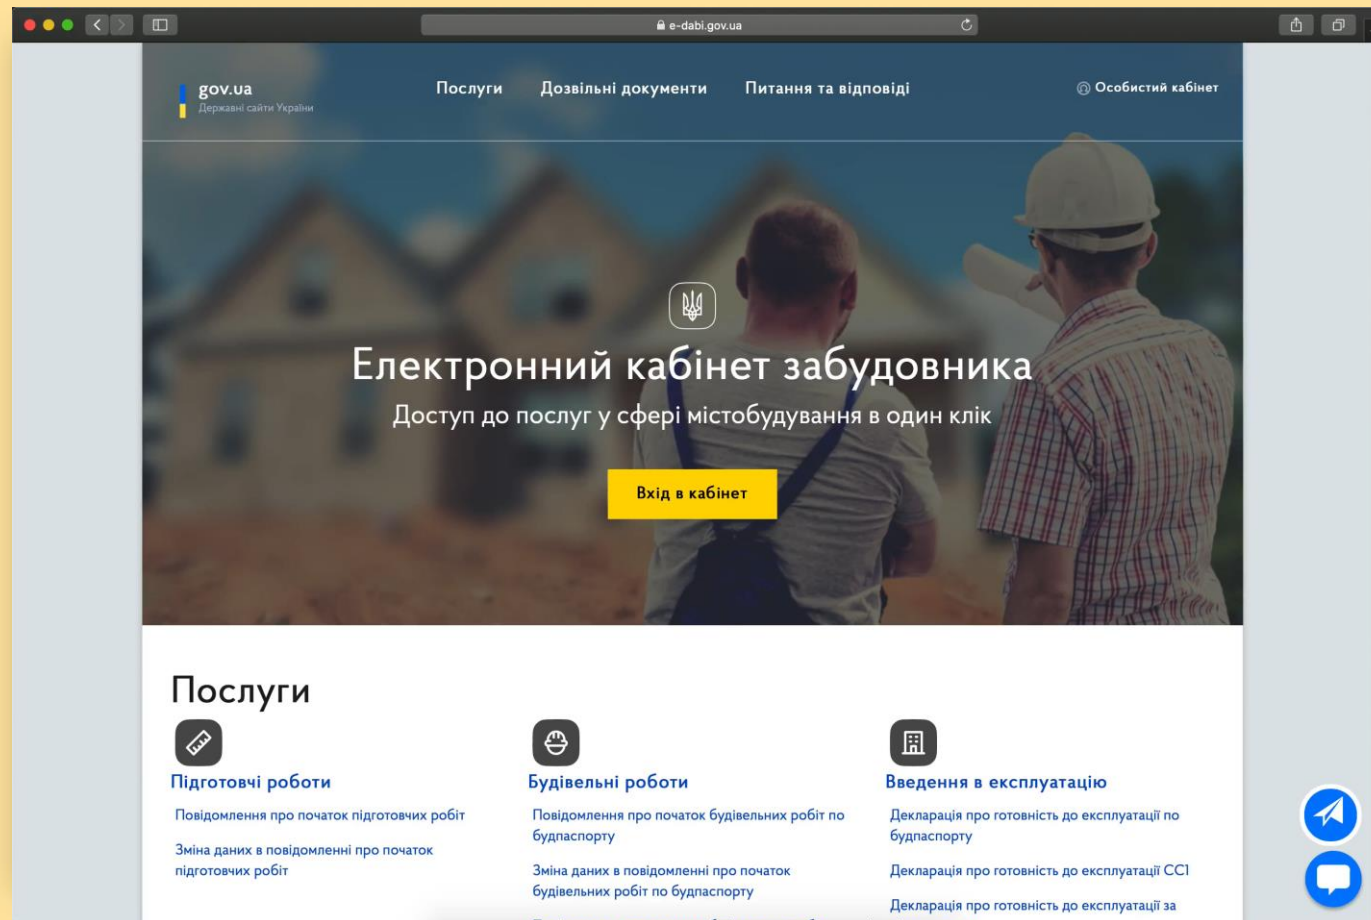 e-dabi.gov.ua
gov.ua
Державні сайти України
Послуги
Дозвільні документи
Питання та відповіді
Особистий кабінет
Електронний кабінет забудовника
Доступ до послуг у сфері містобудування в один клік
Вхід в кабінет
Послуги
Підготовчі роботи
Повідомлення про початок підготовчих робіт
Зміна даних в повідомленні про початок
підготовчих робіт
Будівельні роботи
Повідомлення про початок будівельних робіт по
будпаспорту
Зміна даних в повідомленні про початок
будівельних робіт по будпаспорту
Введення в експлуатацію
Декларація про готовність до експлуатації по
будпаспорту
Декларація про готовність до експлуатації СС1
Декларація про готовність до експлуатації за